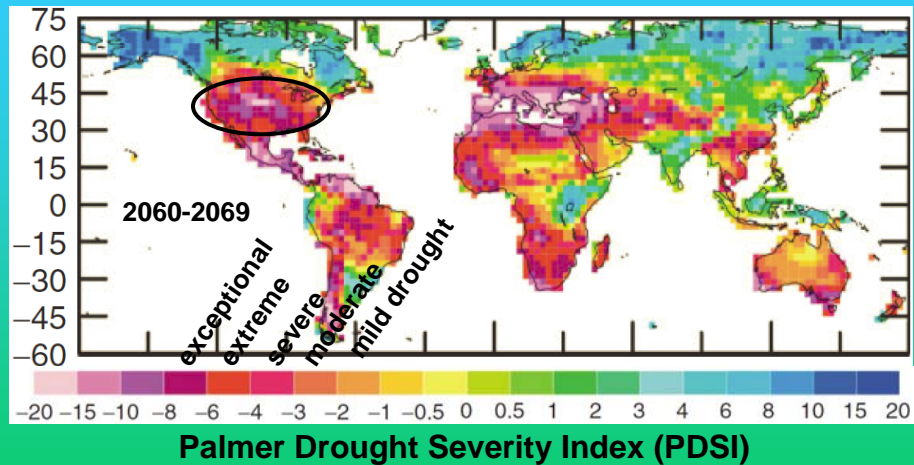 75
60
45
30
15
0
−15
−30
−45
−60
2060-2069
exceptional
extreme
severe
moderate
mild drought
−20 −15 −10 −8 −6 −4 −3 −2 −1 −0.5 0 0.5 1 2 3 4 6 8 10 15 20
Palmer Drought Severity Index (PDSI)